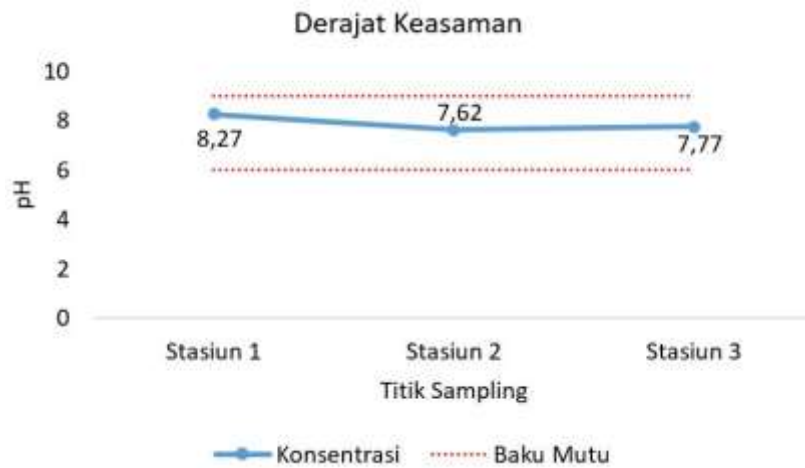 Derajat Keasaman
10
8
6
4
2
0
pH
8,27
7,62
7,77
Stasiun 1 Stasiun 2 Stasiun 3
Titik Sampling
Konsentrasi Baku Mutu